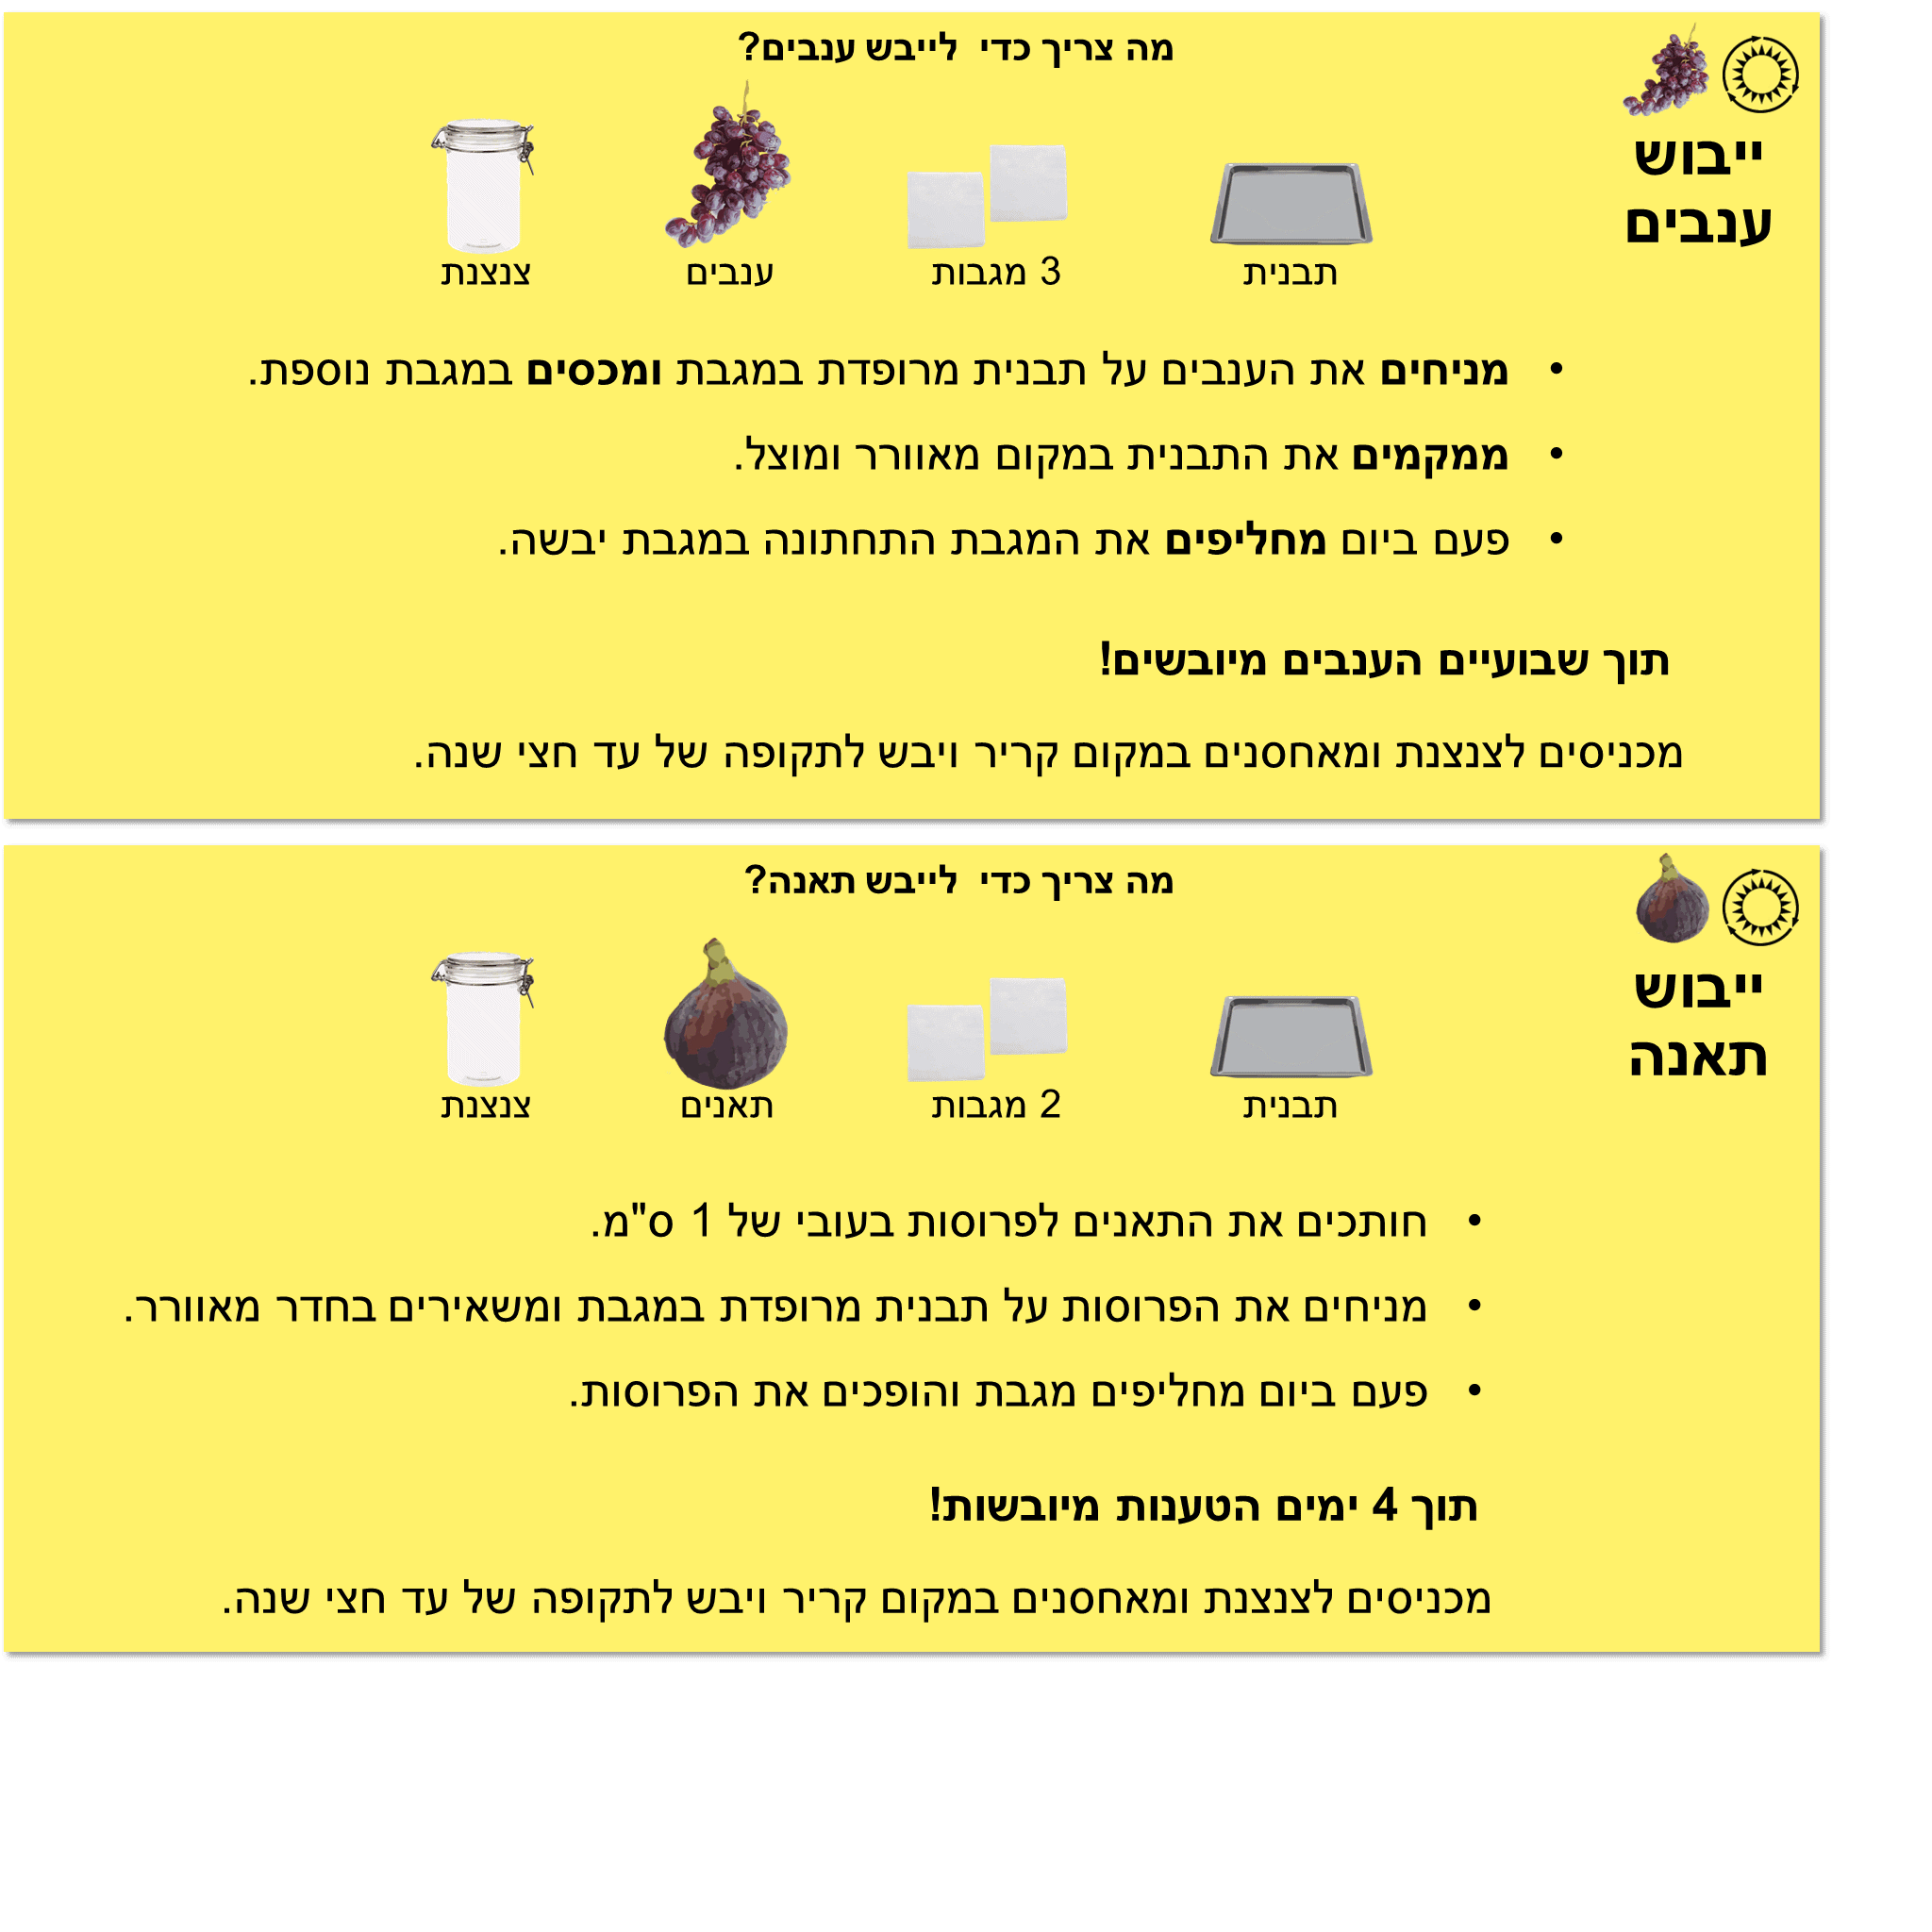 מה צריך כדי לייבש ענבים?
ייבוש
ענבים
תבנית
3 מגבות
ענבים
צנצנת
• מניחים את הענבים על תבנית מרופדת במגבת ומכסים במגבת נוספת.
• ממקמים את התבנית במקום מאוורר ומוצל.
• פעם ביום מחליפים את המגבת התחתונה במגבת יבשה.
תוך שבועיים הענבים מיובשים!
מכניסים לצנצנת ומאחסנים במקום קריר ויבש לתקופה של עד חצי שנה.
מה צריך כדי לייבש תאנה?
ייבוש
תאנה
תבנית
2 מגבות
תאנים
צנצנת
• חותכים את התאנים לפרוסות בעובי של 1 ס"מ.
• מניחים את הפרוסות על תבנית מרופדת במגבת ומשאירים בחדר מאוורר.
• פעם ביום מחליפים מגבת והופכים את הפרוסות.
תוך 4 ימים הטענות מיובשות!
מכניסים לצנצנת ומאחסנים במקום קריר ויבש לתקופה של עד חצי שנה.